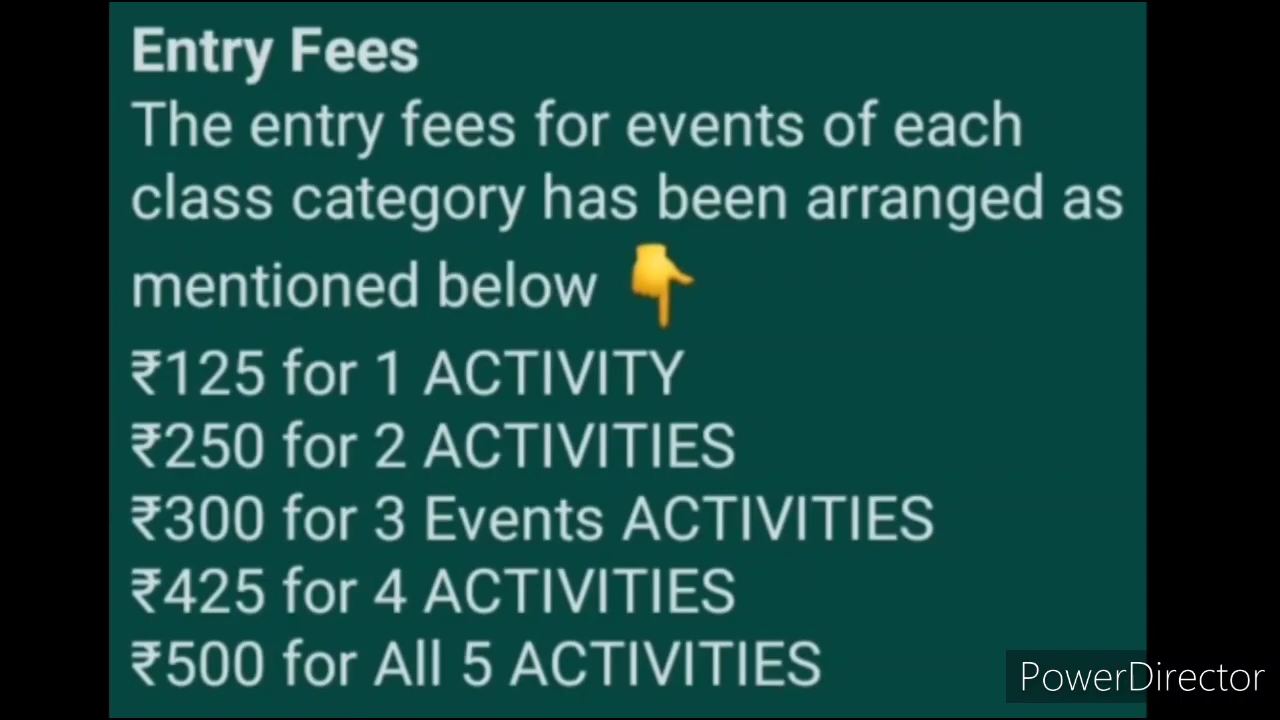 Entry Fees
The entry fees for events of each
class category has been arranged as
mentioned below 👇
₹125 for 1 ACTIVITY
₹250 for 2 ACTIVITIES
₹300 for 3 Events ACTIVITIES
₹425 for 4 ACTIVITIES
₹500 for All 5 ACTIVITIES
PowerDirector